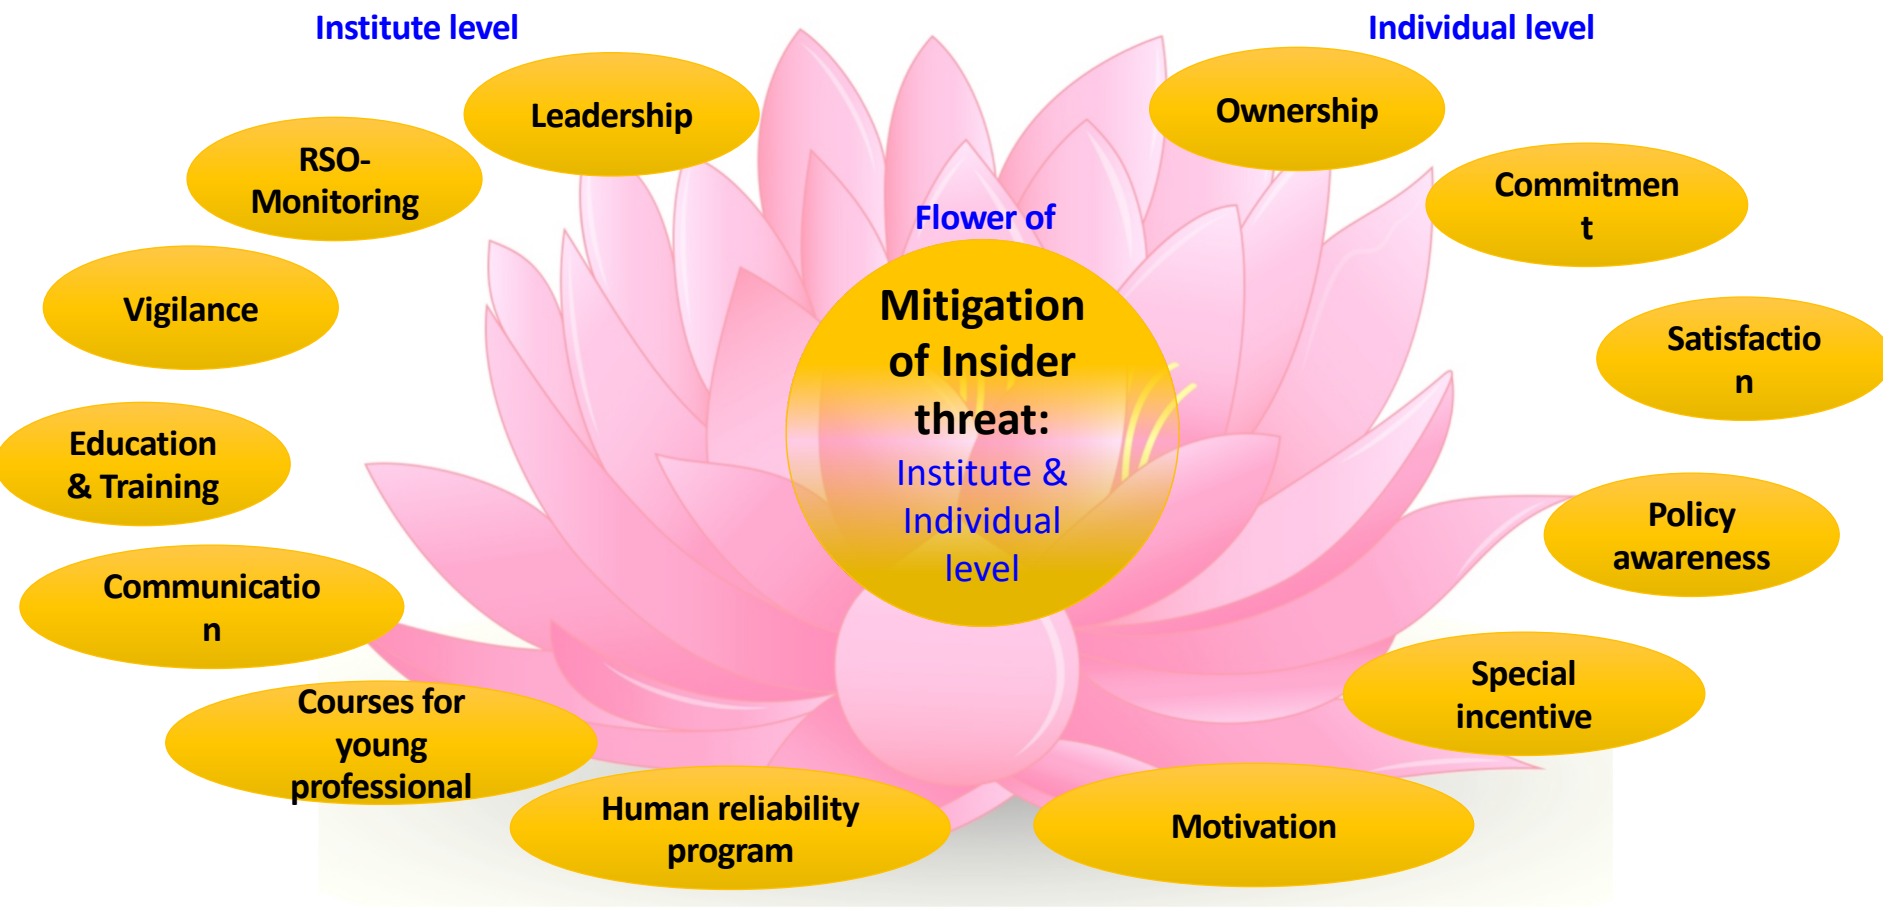 Institute level
Individual level
Leadership
RSO-
Monitoring
Vigilance
Education
& Training
Communicatio
n
Courses for
young
professional
Human reliability
program
Flower of
Mitigation
of Insider
threat:
Institute &
Individual
level
Ownership
Commitmen
t
Satisfactio
n
Policy
awareness
Special
incentive
Motivation